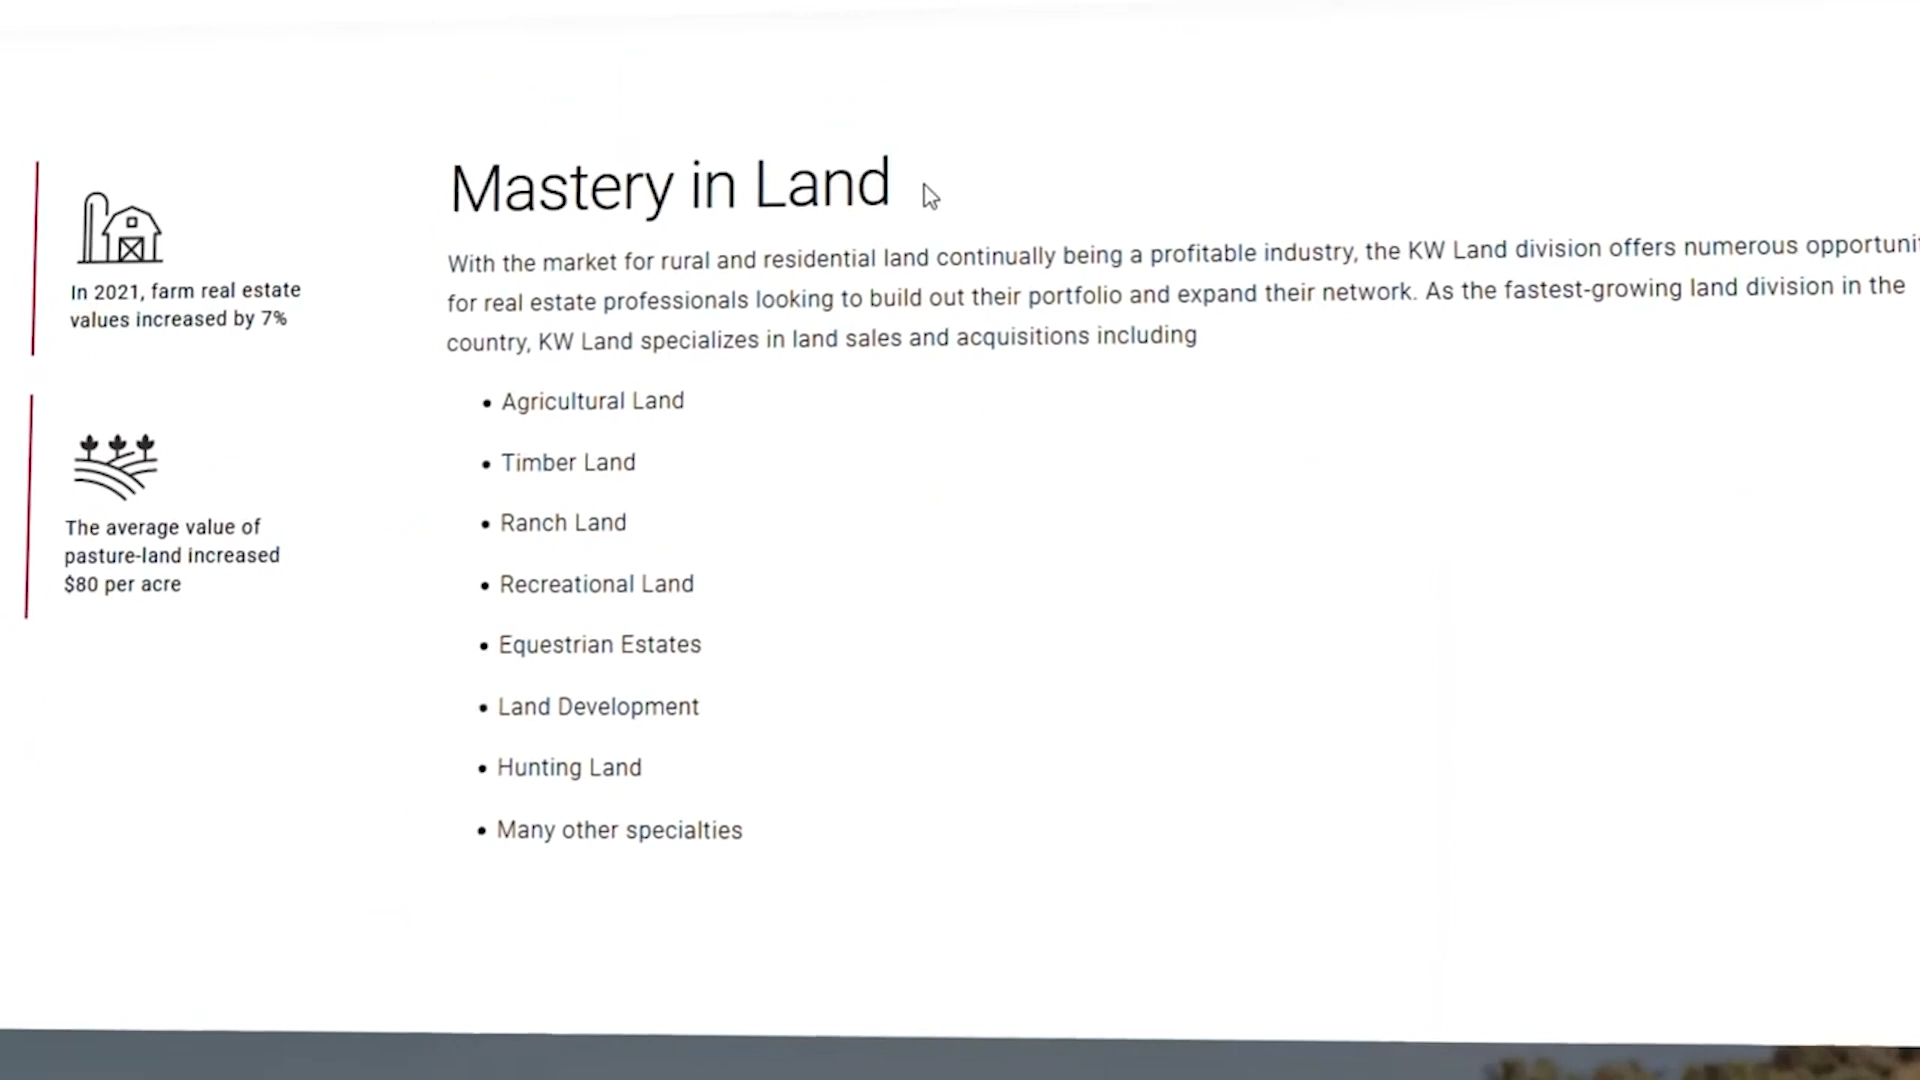 In 2021, farm real estate
values increased by 7%
The average value of
pasture-land increased
$80 per acre
Mastery in Land
With the market for rural and residential land continually being a profitable industry, the KW Land division offers numerous
for real estate professionals looking to build out their portfolio and expand their network. As the fastest-growing land division in the
country, KW Land specializes in land sales and acquisitions including
• Agricultural Land
• Timber Land
• Ranch Land
• Recreational Land
• Equestrian Estates
• Land Development
• Hunting Land
• Many other specialties